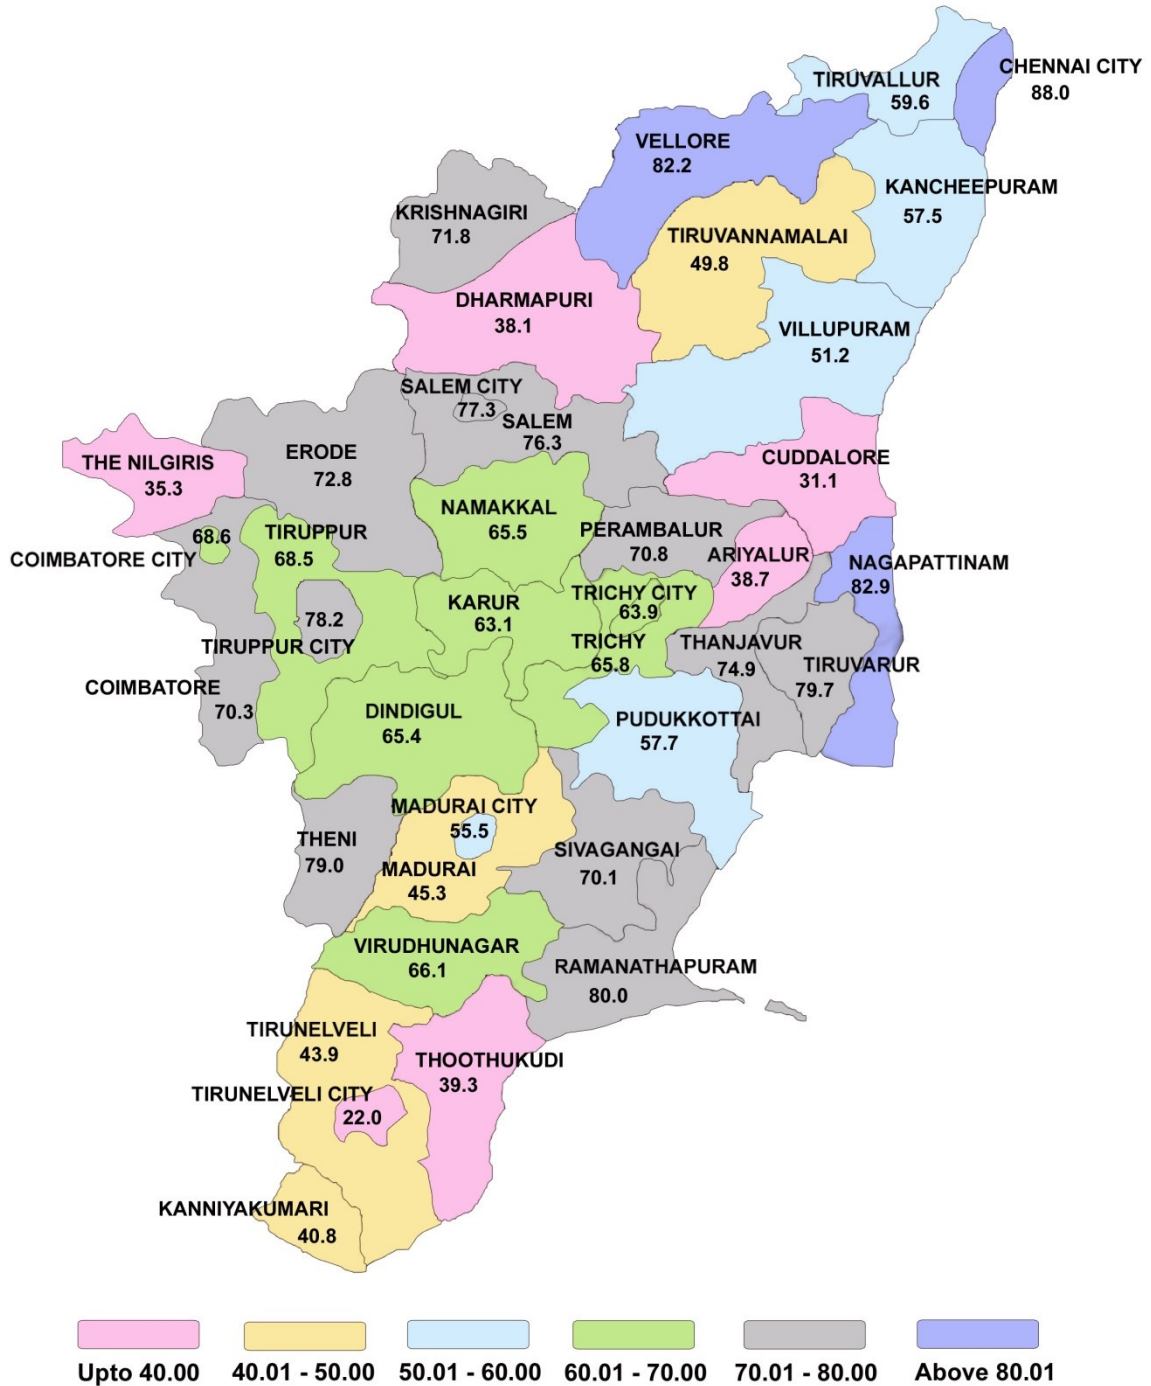 CHENNAI CITY
88.0
TIRUVALLUR
59.6
VELLORE
82.2
KANCHEEPURAM
57.5
KRISHNAGIRI
71.8
TIRUVANNAMALAI
49.8
DHARMAPURI
38.1
VILLUPURAM
51.2
SALEM CITY
77.3
SALEM
76.3
ERODE
72.8
THE NILGIRIS
35.3
CUDDALORE
31.1
NAMAKKAL
65.5
PERAMBALUR
70.8
68.6
COIMBATORE CITY
TIRUPPUR
68.5
ARIYALUR
38.7
NAGAPATTINAM
82.9
KARUR
63.1
TRICHY CITY
63.9
78.2
TIRUPPUR CITY
TRICHY
65.8
THANJAVUR
74.9
TIRUVARUR
79.7
COIMBATORE
70.3
DINDIGUL
65.4
PUDUKKOTTAI
57.7
MADURAI CITY
55.5
THENI
79.0
SIVAGANGAI
70.1
MADURAI
45.3
VIRUDHUNAGAR
66.1
RAMANATHAPURAM
80.0
TIRUNELVELI
43.9
THOOTHUKUDI
39.3
TIRUNELVELI CITY
22.0
KANNIYAKUMARI
40.8
Upto 40.00
40.01 - 50.00
50.01 - 60.00
60.01 - 70.00
70.01 - 80.00
Above 80.01